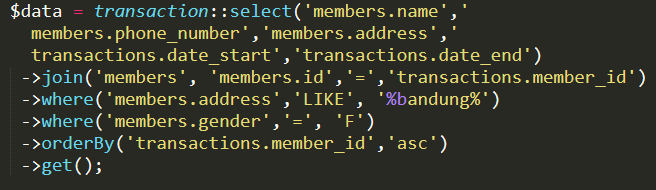 $data = transaction::select('members.name','
members.phone_number','members.address','
transactions.date_start','transactions.date_end')
->join('members', 'members.id','=','transactions.member_id')
->where('members.address','LIKE', '%bandung%')
->where('members.gender','=', 'F')
->orderBy('transactions.member_id','asc')
->get();